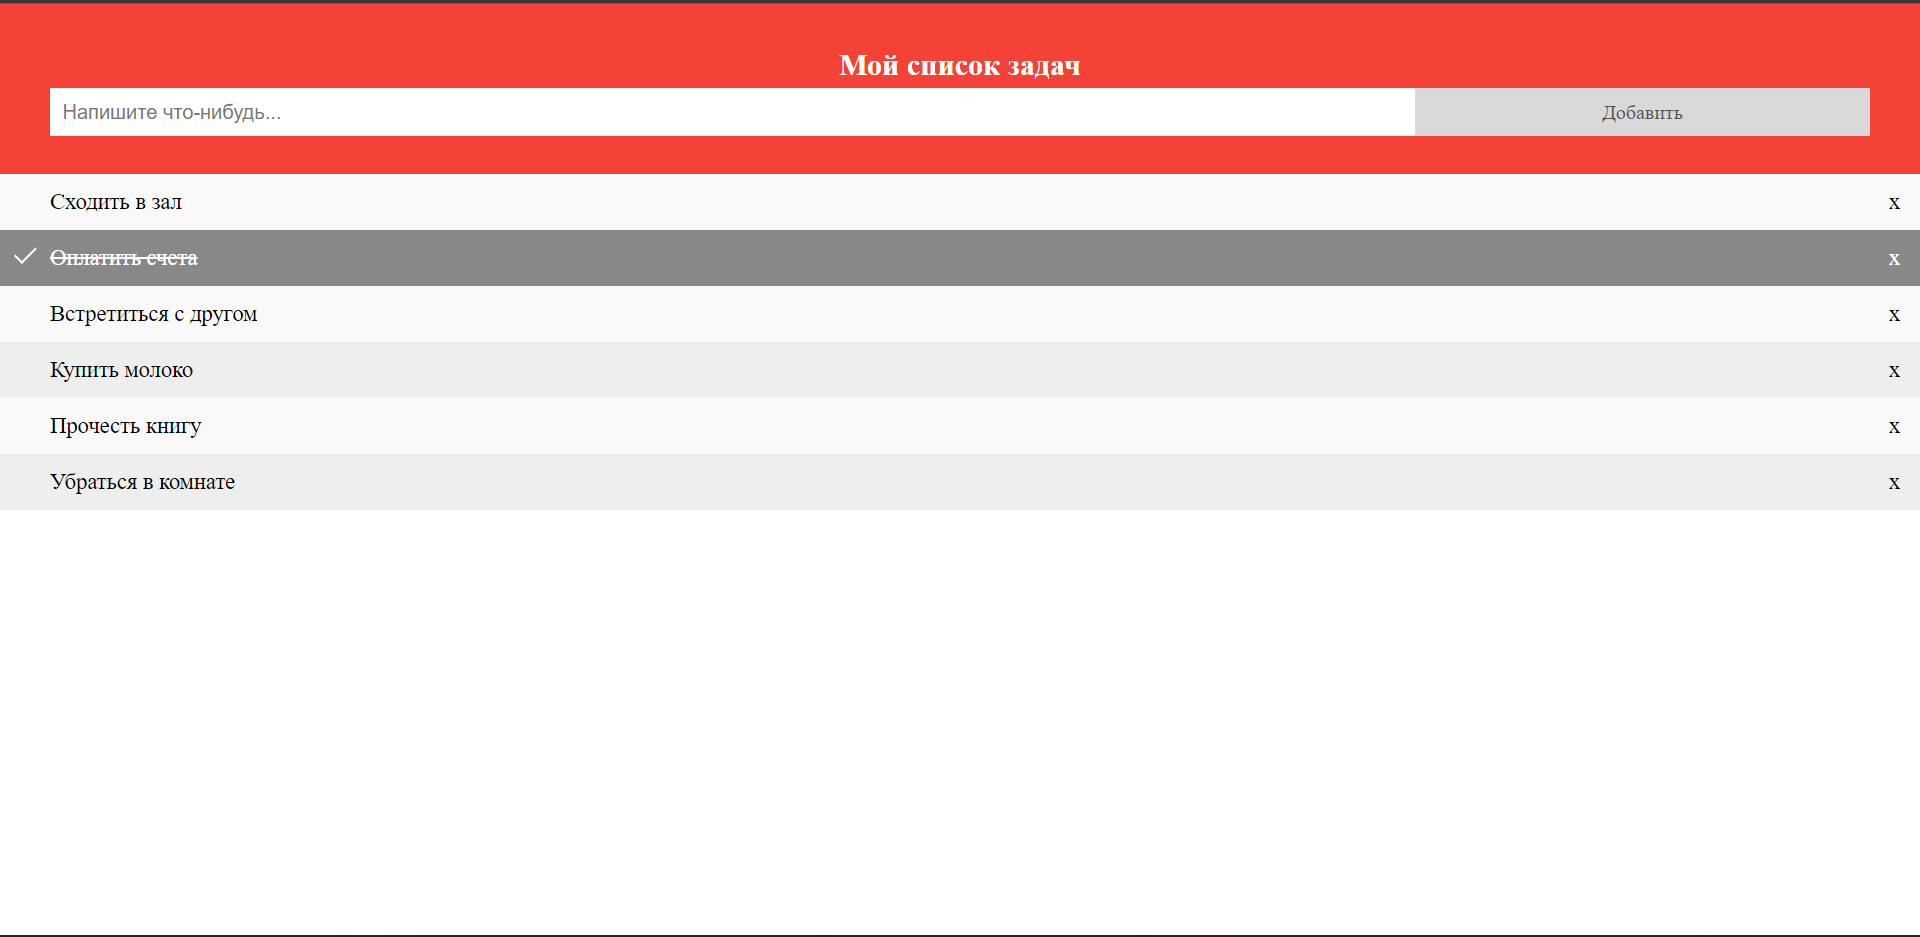 Мой список задач
Напишите что-нибудь...
Добавить
Сходить в зал x
Оплатить счета x
Встретиться с другом x
Купить молоко x
Прочесть книгу x
Убраться в комнате x